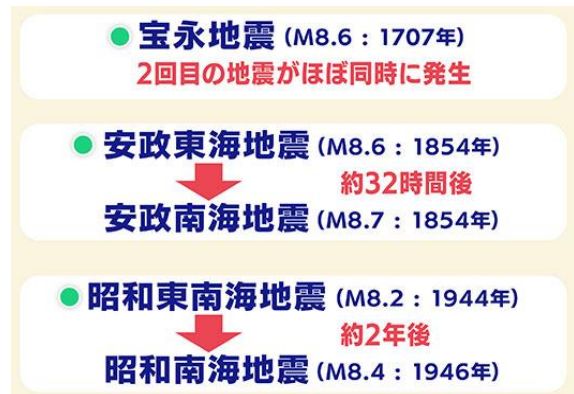 宝永地震(M8.6:1707年)
2回目の地震がほぼ同時に発生
安政東海地震(M8.6:1854年)
約32時間後
安政南海地震(M8.7:1854年)
昭和東南海地震(M8.2:1944年)
約2年後
昭和南海地震(M8.4:1946年)